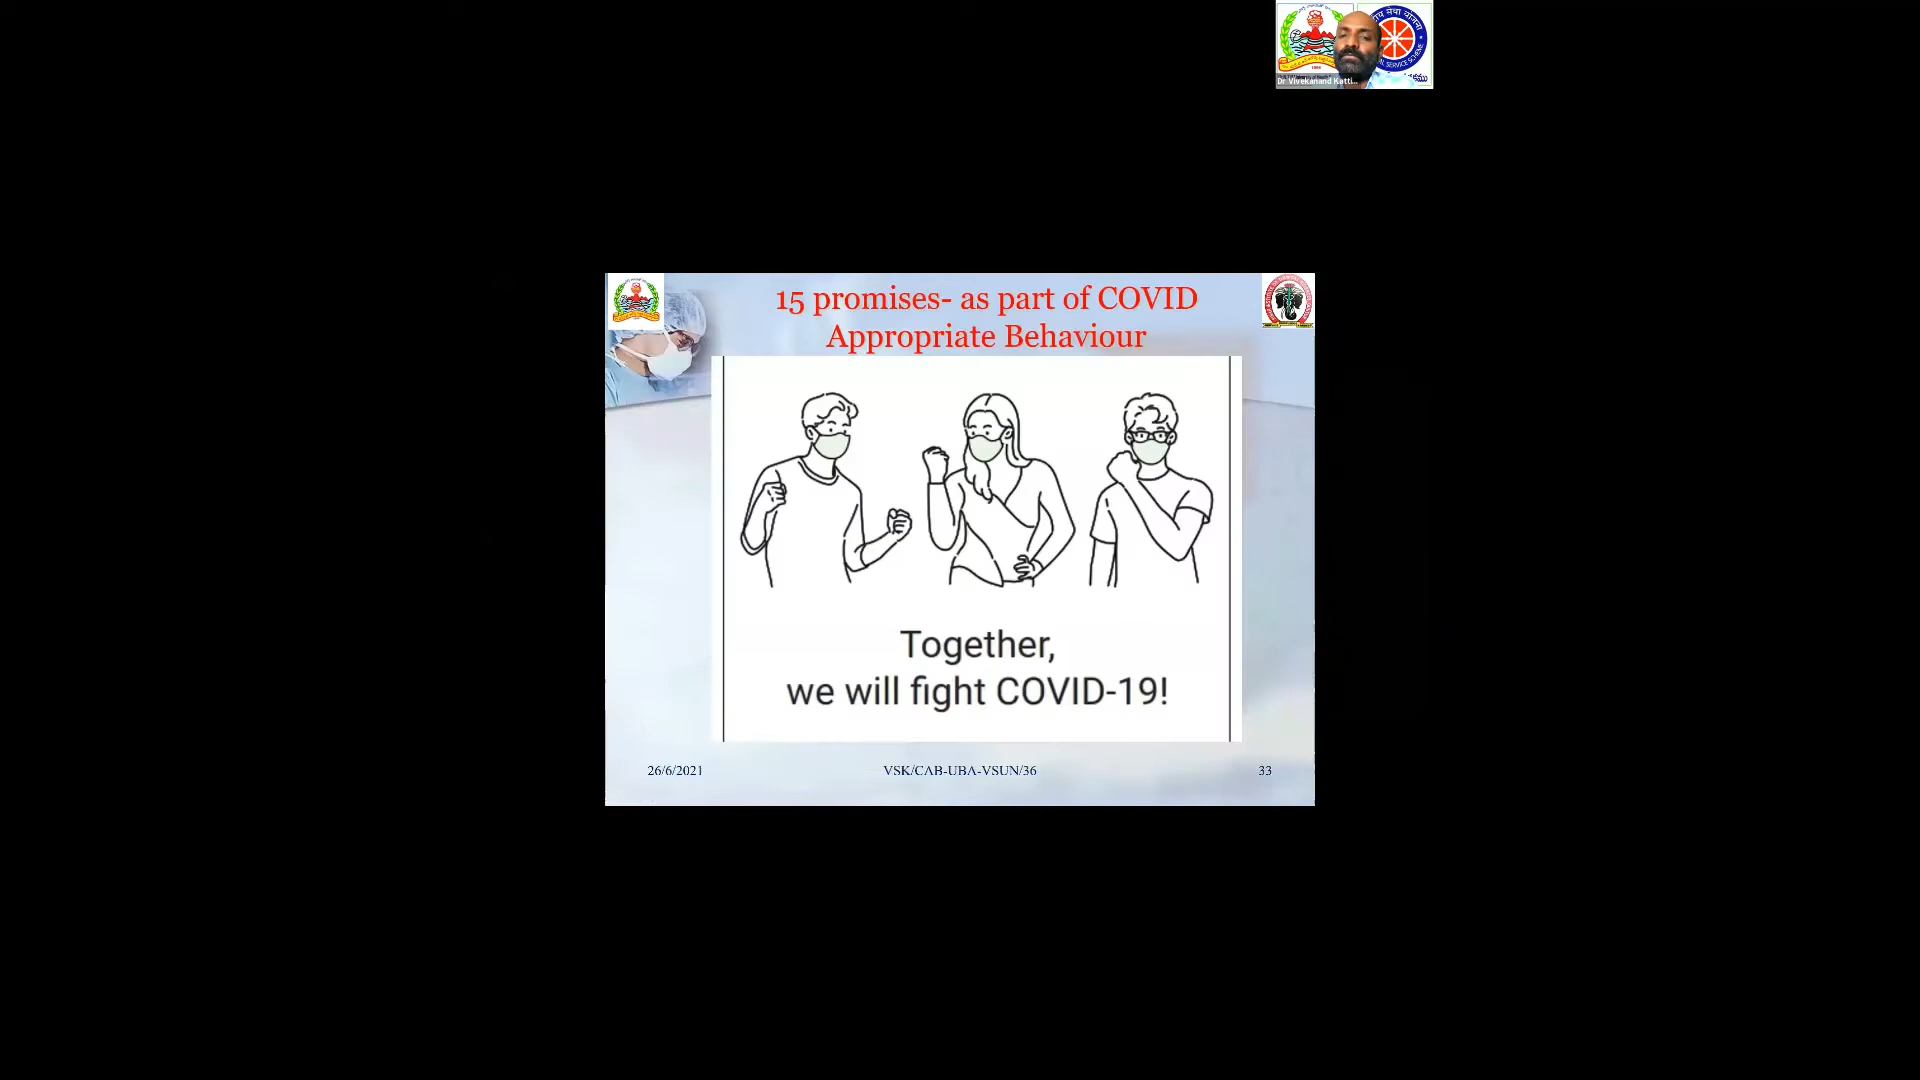 Dr Vivekanand Katti...
15 promises- as part of COVID
Appropriate Behaviour
Together,
we will fight COVID-19!
26/6/2021
VSK/CAB-UBA-VSUN/36
33